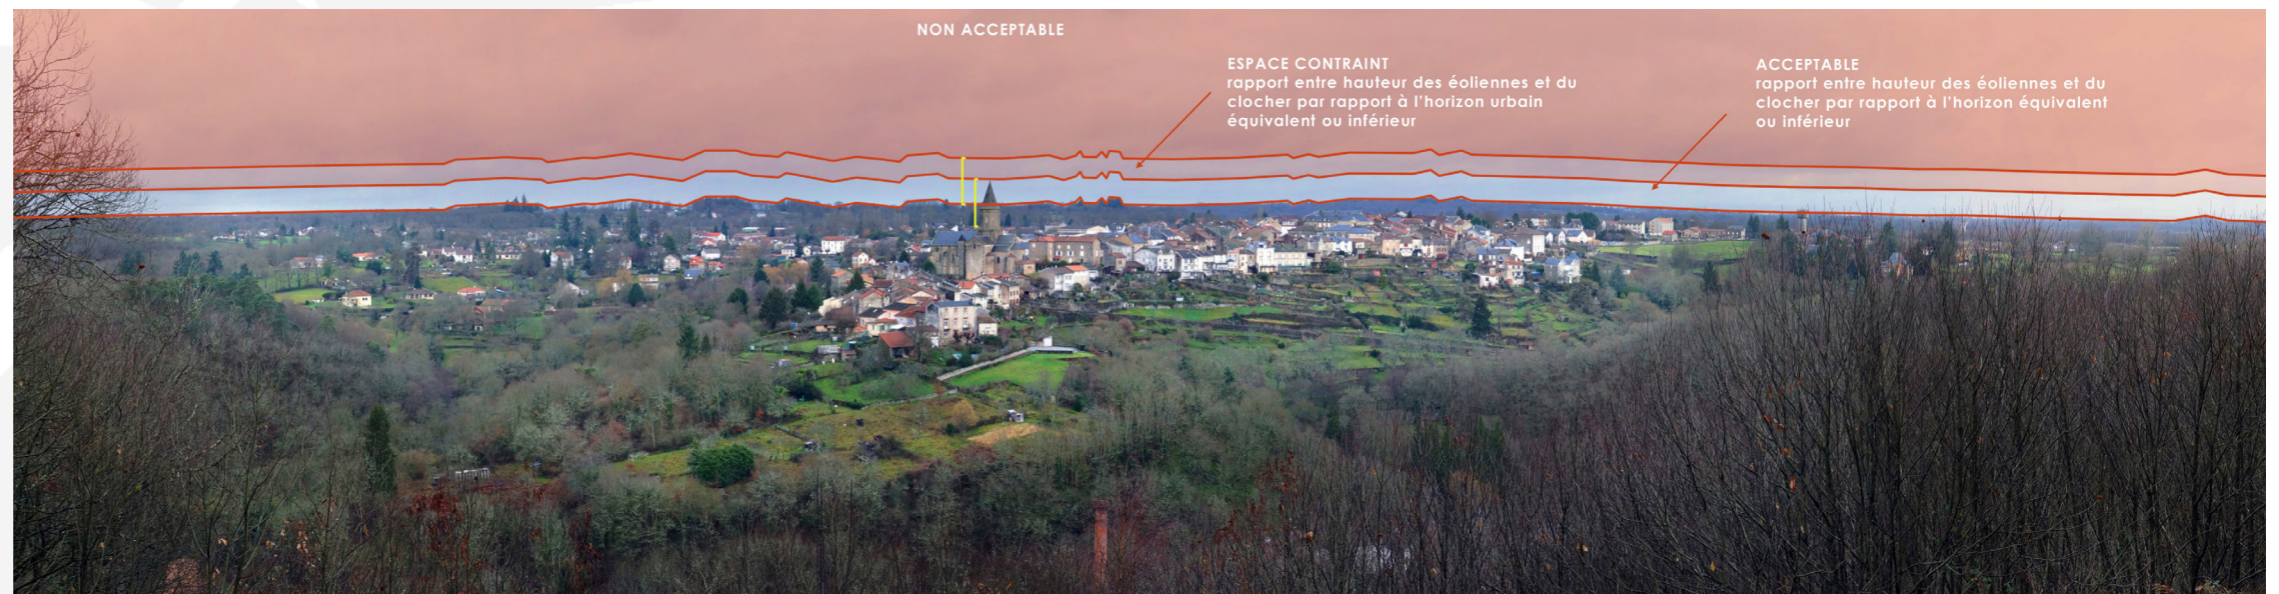 NON ACCEPTABLE
ESPACE CONTRAINT
rapport entre hauteur des éoliennes et du
clocher par rapport à l'horizon urbain
équivalent ou inférieur
ACCEPTABLE
rapport entre hauteur des éoliennes et du
clocher par rapport à l'horizon équivalent
ou inférieur